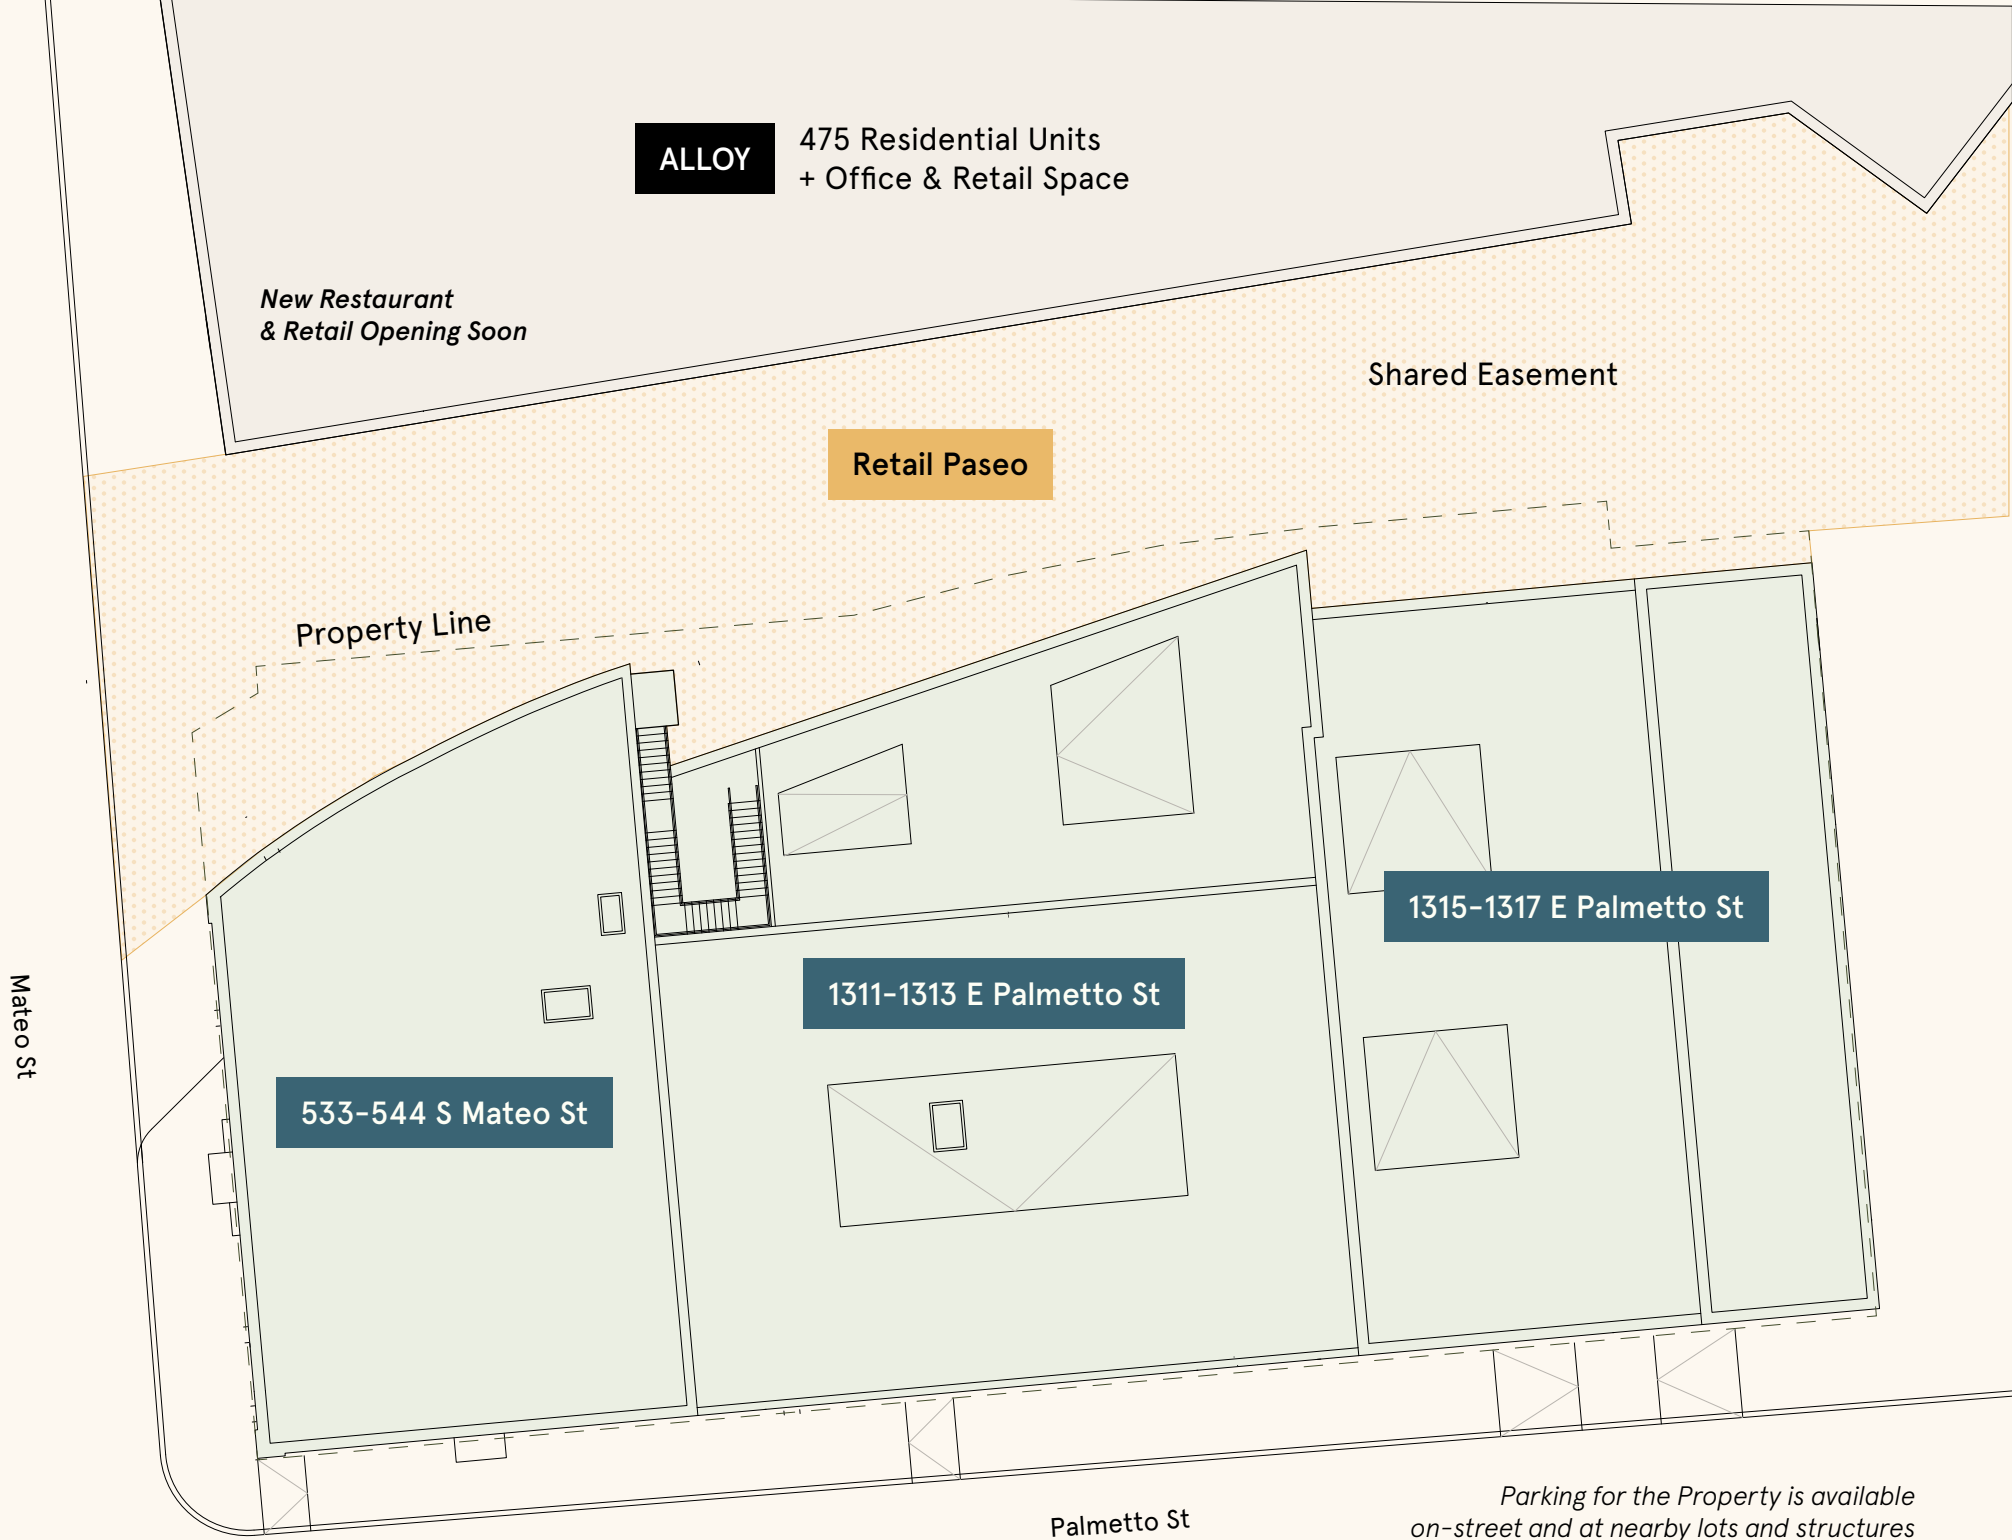 ALLOY
475 Residential Units
+ Office & Retail Space
New Restaurant
& Retail Opening Soon
Shared Easement
Retail Paseo
Property Line
1315-1317 E Palmetto St
1311-1313 E Palmetto St
Mateo St
533-544 S Mateo St
Parking for the Property is available
on-street and at nearby lots and structures
Palmetto St